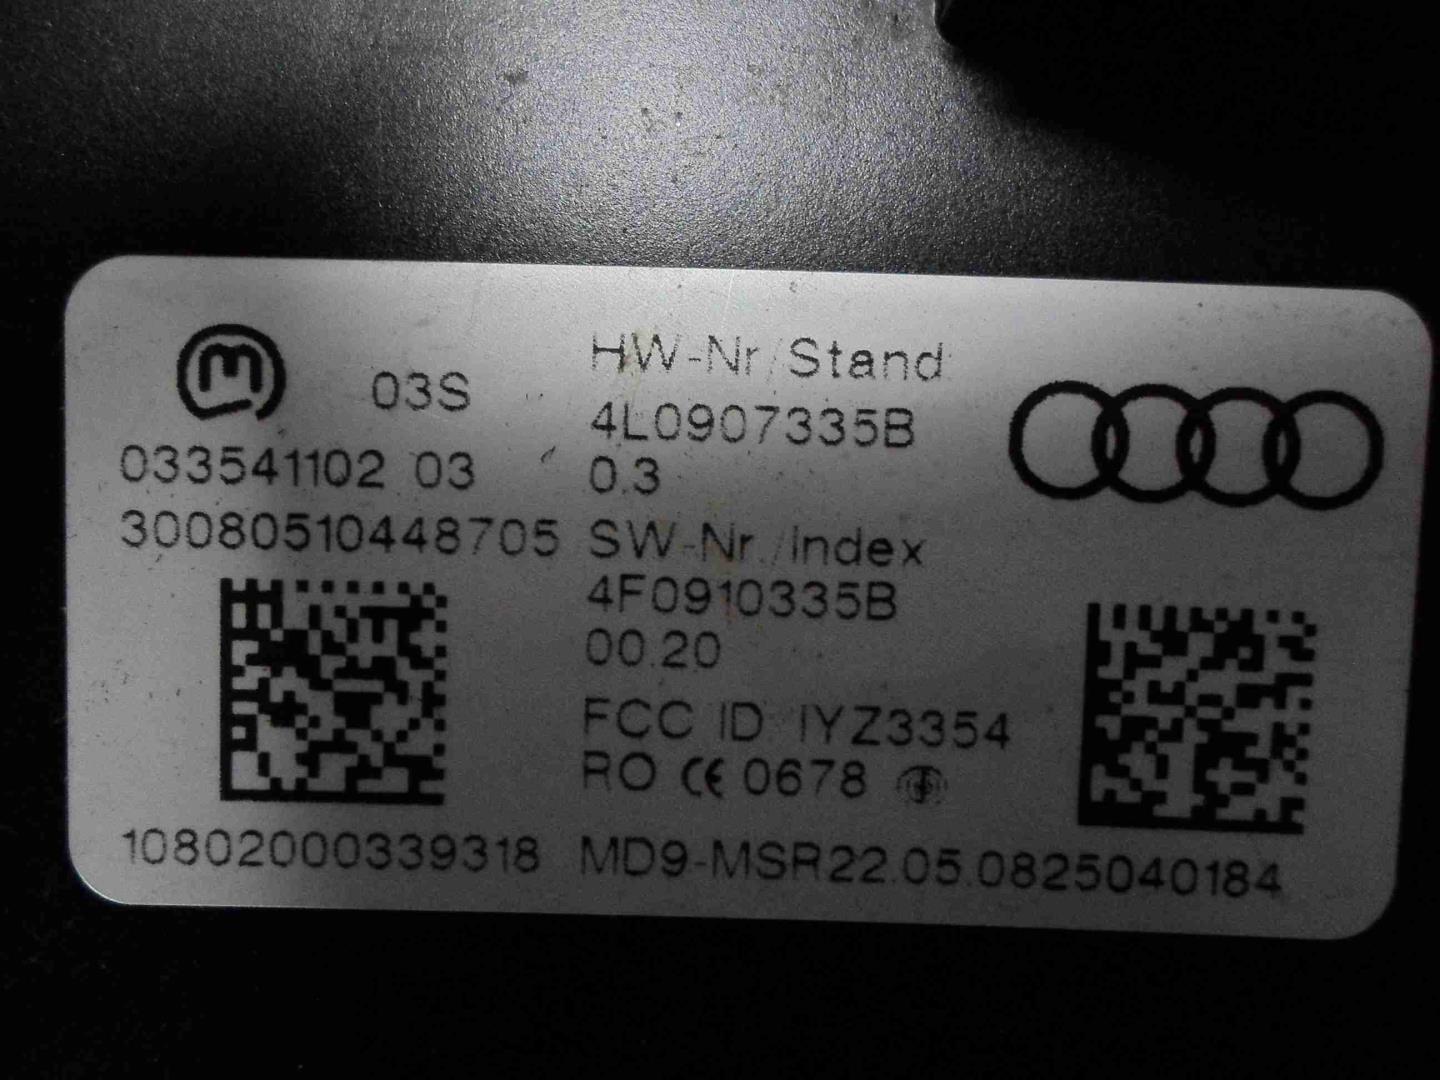 m 03S
033541102 03
30080510448705
10802000339318
HW-Nr/Stand
4L0907335B
0.3
SW-Nr./Index
4F0910335B
00.20
FCC ID IYZ3354
RO CE 0678
MD9-MSR22.05.0825040184